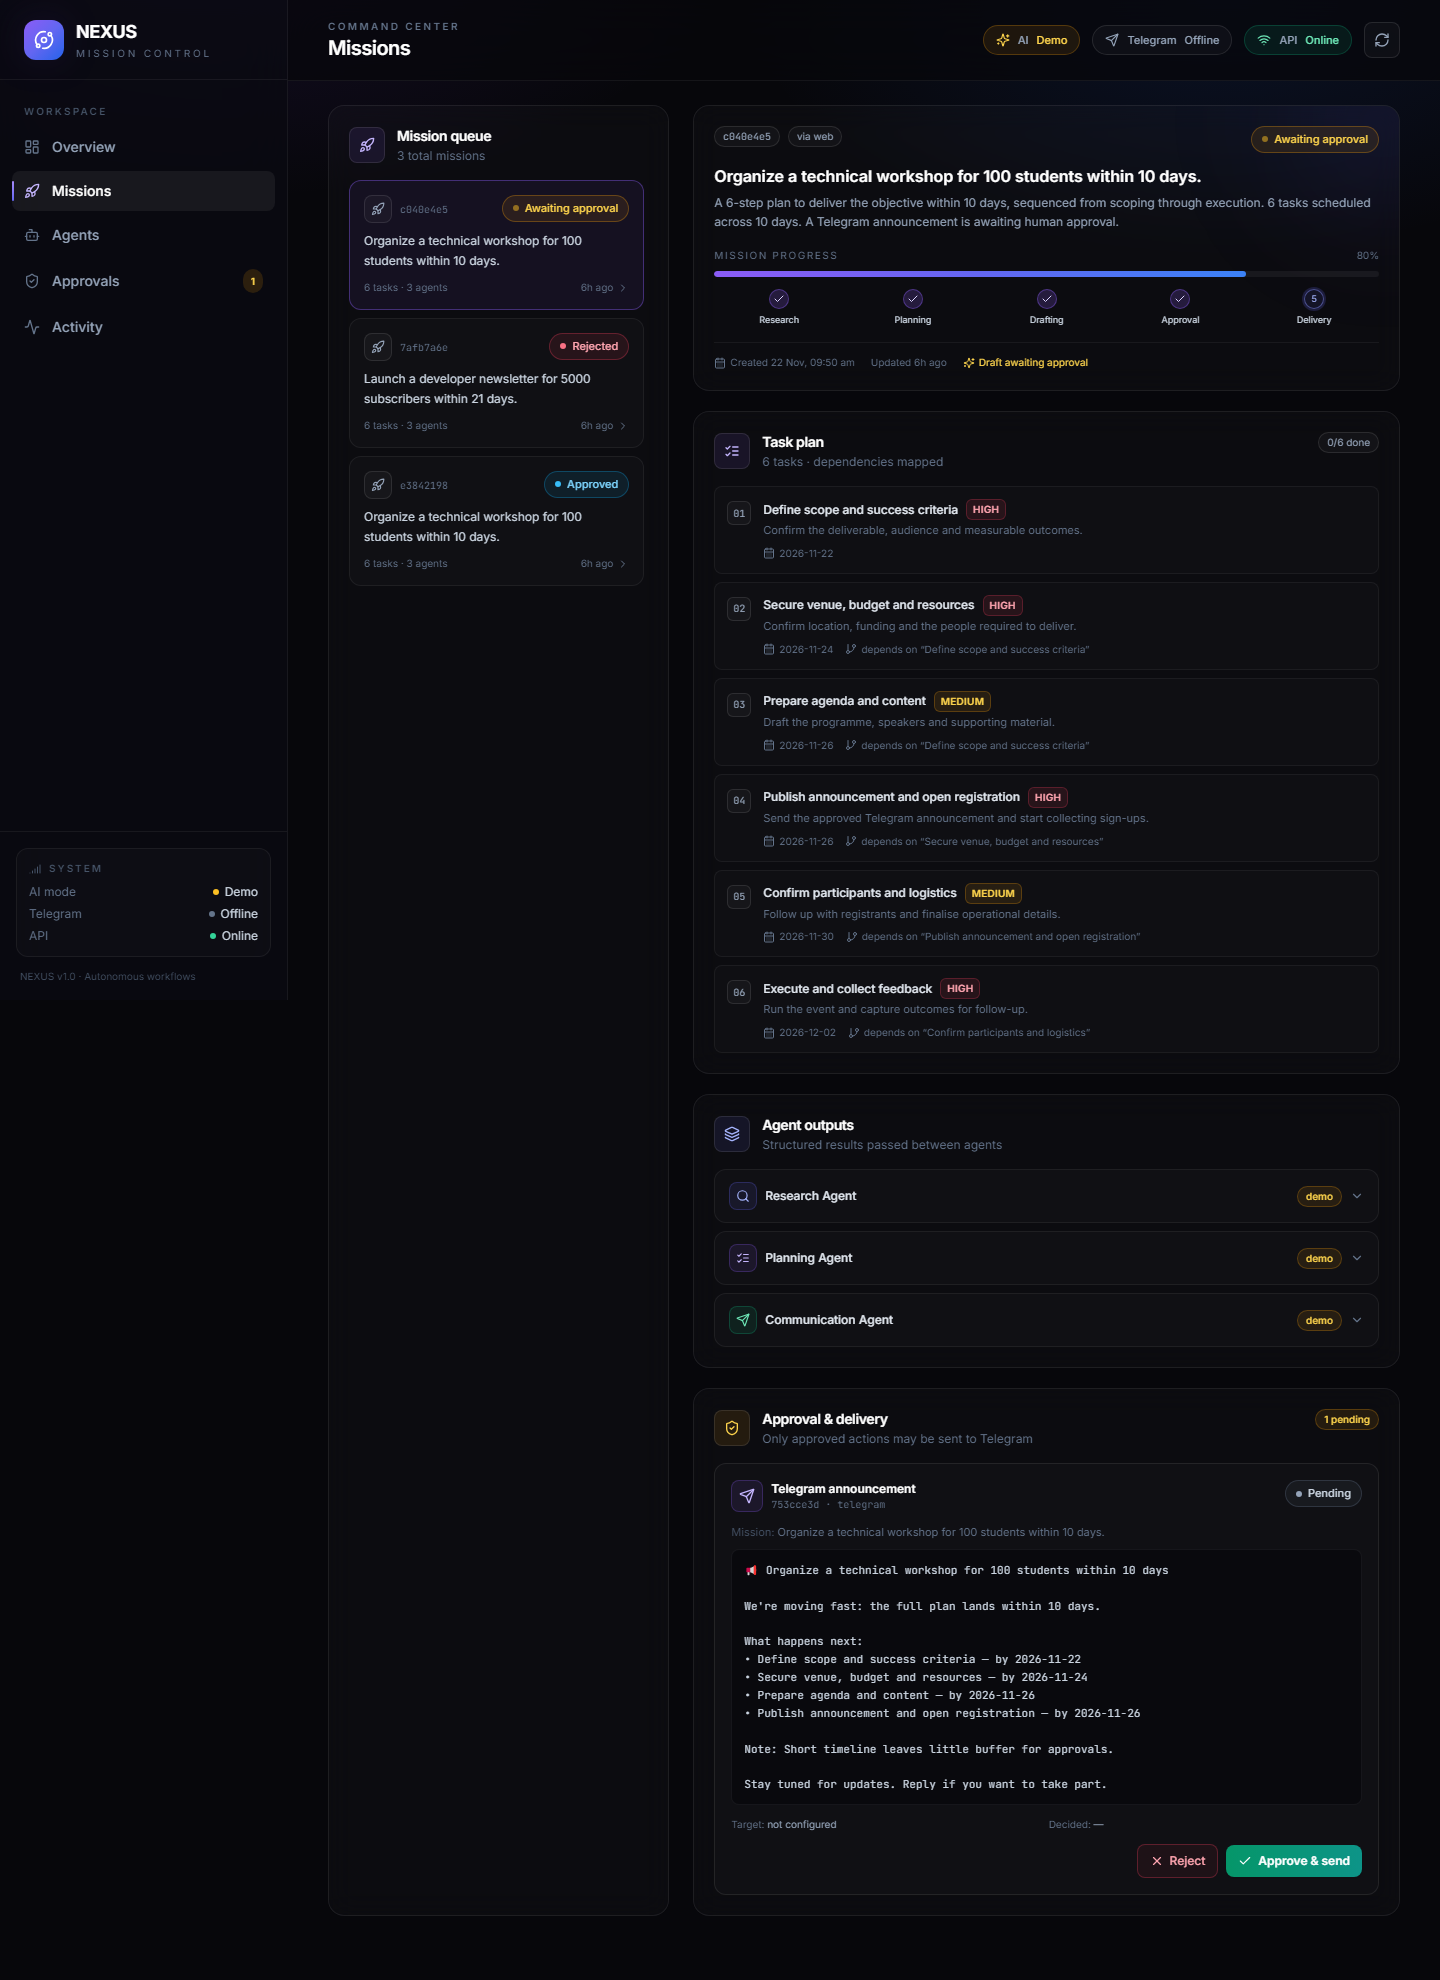 NEXUS
MISSION CONTROL
WORKSPACE
Overview
Missions
Agents
Approvals 1
Activity
SYSTEM
AI mode Demo
Telegram Offline
API Online
NEXUS v1.0 · Autonomous workflows
COMMAND CENTER
Missions
AI Demo
Telegram Offline
API Online
Mission queue
3 total missions
c040e4e5 Awaiting approval
Organize a technical workshop for 100
students within 10 days.
6 tasks · 3 agents 6h ago
7afb7a6e Rejected
Launch a developer newsletter for 5000
subscribers within 21 days.
6 tasks · 3 agents 6h ago
e3842198 Approved
Organize a technical workshop for 100
students within 10 days.
6 tasks · 3 agents 6h ago
c040e4e5 via web Awaiting approval
Organize a technical workshop for 100 students within 10 days.
A 6-step plan to deliver the objective within 10 days, sequenced from scoping through execution. 6 tasks scheduled
across 10 days. A Telegram announcement is awaiting human approval.
MISSION PROGRESS 80%
5
Research Planning Drafting Approval Delivery
Created 22 Nov, 09:50 am Updated 6h ago Draft awaiting approval
Task plan
6 tasks · dependencies mapped
0/6 done
01 Define scope and success criteria HIGH
Confirm the deliverable, audience and measurable outcomes.
2026-11-22
02 Secure venue, budget and resources HIGH
Confirm location, funding and the people required to deliver.
2026-11-24 depends on “Define scope and success criteria”
03 Prepare agenda and content MEDIUM
Draft the programme, speakers and supporting material.
2026-11-26 depends on “Define scope and success criteria”
04 Publish announcement and open registration HIGH
Send the approved Telegram announcement and start collecting sign-ups.
2026-11-26 depends on “Secure venue, budget and resources”
05 Confirm participants and logistics MEDIUM
Follow up with registrants and finalise operational details.
2026-11-30 depends on “Publish announcement and open registration”
06 Execute and collect feedback HIGH
Run the event and capture outcomes for follow-up.
2026-12-02 depends on “Confirm participants and logistics”
Agent outputs
Structured results passed between agents
Research Agent demo
Planning Agent demo
Communication Agent demo
Approval & delivery
Only approved actions may be sent to Telegram
1 pending
Telegram announcement
753cce3d · telegram
Pending
Mission: Organize a technical workshop for 100 students within 10 days.
📢 Organize a technical workshop for 100 students within 10 days
We're moving fast: the full plan lands within 10 days.
What happens next:
• Define scope and success criteria — by 2026-11-22
• Secure venue, budget and resources — by 2026-11-24
• Prepare agenda and content — by 2026-11-26
• Publish announcement and open registration — by 2026-11-26
Note: Short timeline leaves little buffer for approvals.
Stay tuned for updates. Reply if you want to take part.
Target: not configured Decided: —
Reject Approve & send